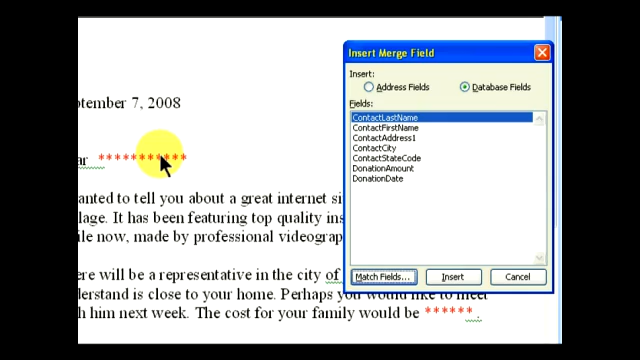 Insert Merge Field
Insert:
Address Fields
Database Fields
Fields:
ContactLastName
ContactFirstName
ContactAddress1
ContactCity
ContactStateCode
DonationAmount
DonationDate
Match Fields...
Insert
Cancel
ptember 7, 2008
ar ***********
anted to tell you about a great internet si
lage. It has been featuring top quality ins
ile now, made by professional videograp
ere will be a representative in the city of
derstand is close to your home. Perhaps you would like to meet
h him next week. The cost for your family would be ****** .